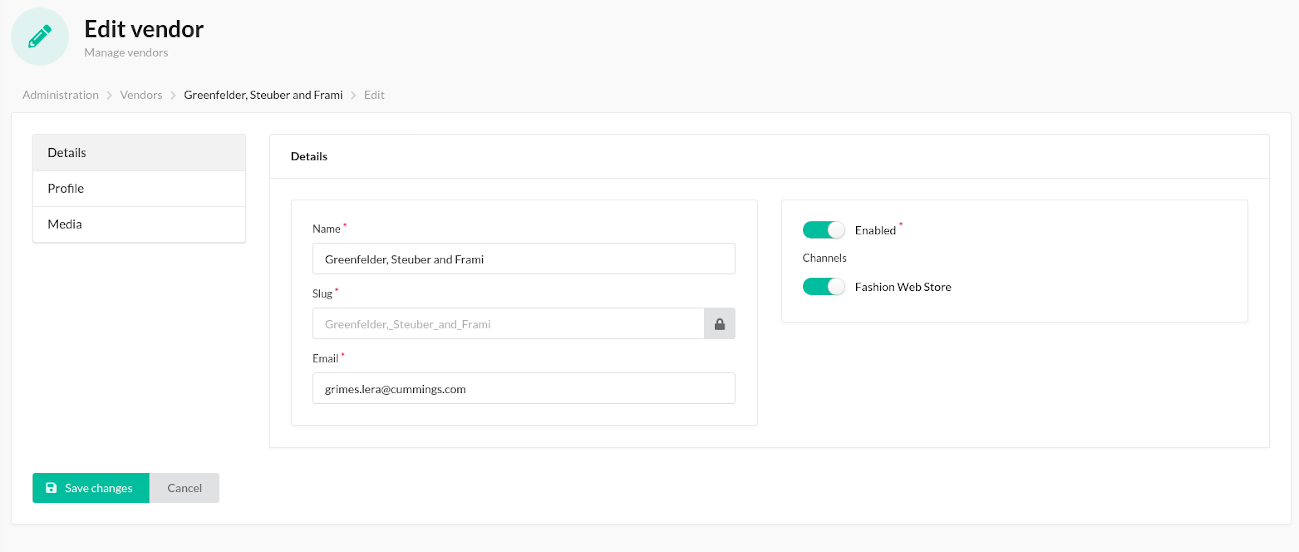 Edit vendor
Manage vendors
Administration > Vendors > Greenfelder, Steuber and Frami > Edit
Details
Profile
Media
Details
Name *
Greenfelder, Steuber and Frami
Slug *
Greenfelder,_Steuber_and_Frami
Email *
grimes.lera@cummings.com
Enabled *
Channels
Fashion Web Store
Save changes
Cancel